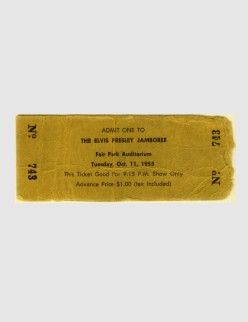 ADMIT ONE TO
THE ELVIS PRESLEY JAMBOREE
Fair Park Auditorium
Tuesday, Oct. 11, 1955
This Ticket Good For 9:15 P.M. Show Only
Advance Price $1.00 (tax included)
Nº 743
Nº 743